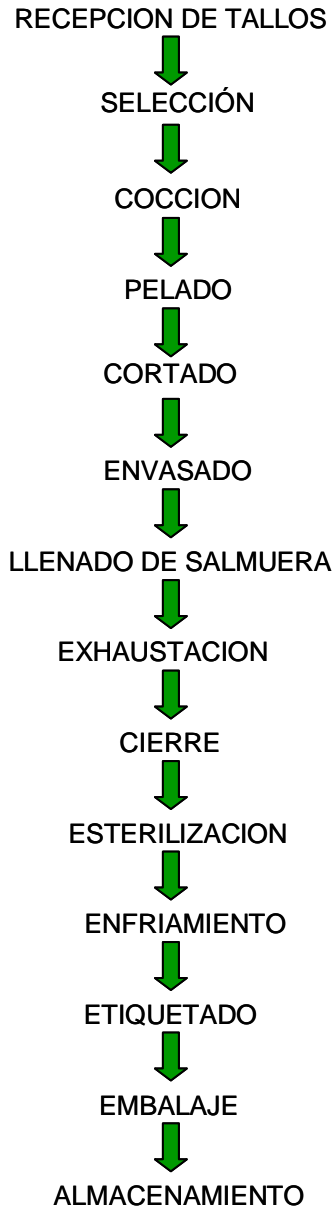 RECEPCION DE TALLOS
SELECCIÓN
COCCION
PELADO
CORTADO
ENVASADO
LLENADO DE SALMUERA
EXHAUSTACION
CIERRE
ESTERILIZACION
ENFRIAMIENTO
ETIQUETADO
EMBALAJE
ALMACENAMIENTO